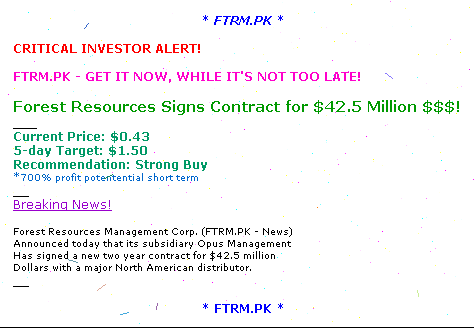 * FTRM.PK *
CRITICAL INVESTOR ALERT!
FTRM.PK - GET IT NOW, WHILE IT'S NOT TOO LATE!
Forest Resources Signs Contract for $42.5 Million $$$!
Current Price: $0.43
5-day Target: $1.50
Recommendation: Strong Buy
*700% profit potentential short term
Breaking News!
Forest Resources Management Corp. (FTRM.PK - News)
Announced today that its subsidiary Opus Management
Has signed a new two year contract for $42.5 million
Dollars with a major North American distributor.
* FTRM.PK *